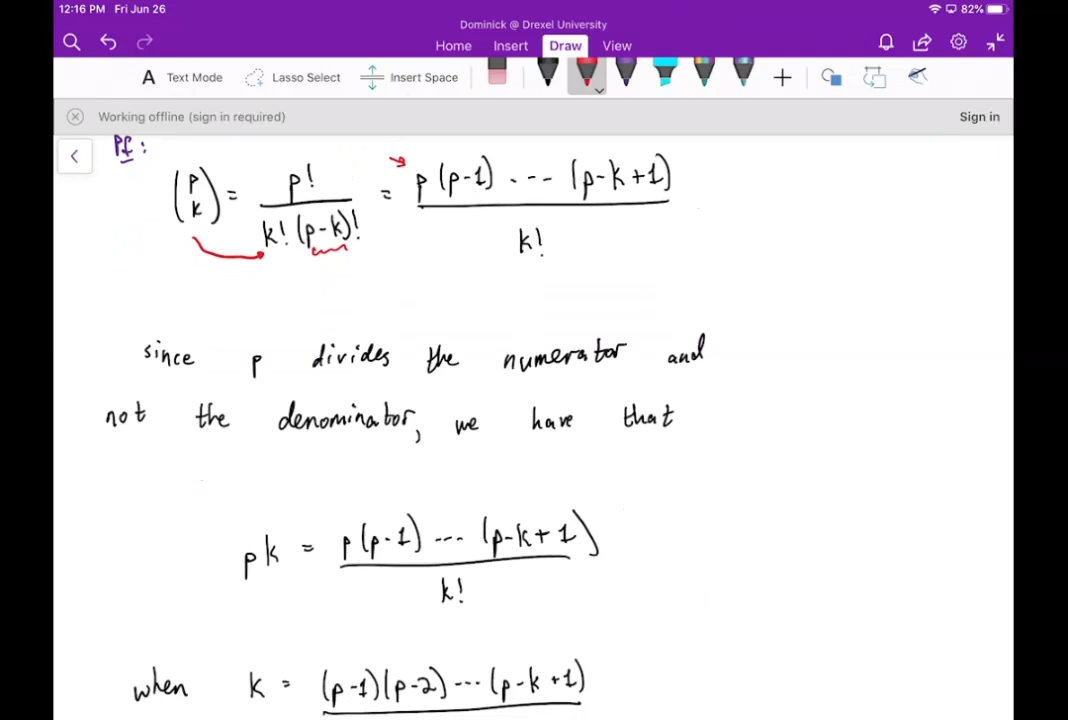 12:16 PM Fri Jun 26
82%
Dominick @ Drexel University
Home Insert Draw View
A Text Mode Lasso Select Insert Space
Working offline (sign in required) Sign in
Pf:
(p k) = p! / k! (p-k)! = p (p-1) . --- (p-k+1) / k!
since p divides the numerator and
not the denominator, we have that
pk = p(p-1) --- (p-k+1) / k!
when k = (p-1)(p-2) --- (p-k+1)